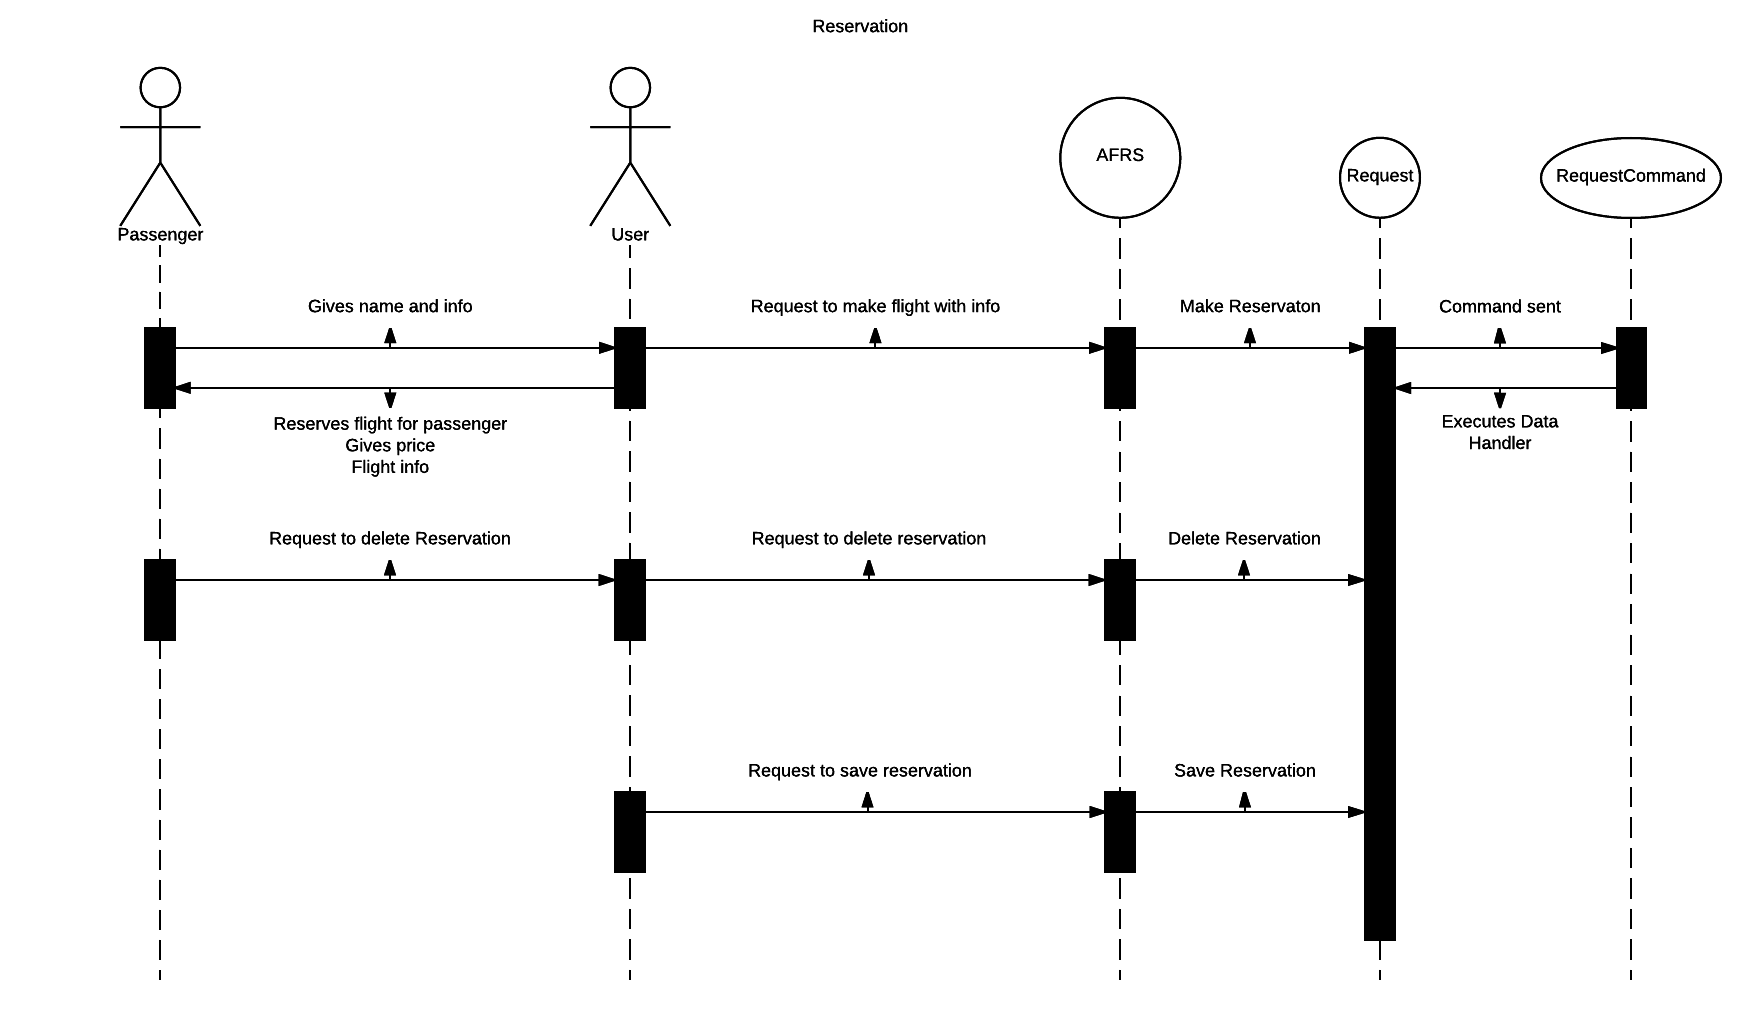 Reservation
AFRS
Request
RequestCommand
Passenger
User
Gives name and info
Request to make flight with info
Make Reservaton
Command sent
Reserves flight for passenger
Gives price
Flight info
Executes Data
Handler
Request to delete Reservation
Request to delete reservation
Delete Reservation
Request to save reservation
Save Reservation